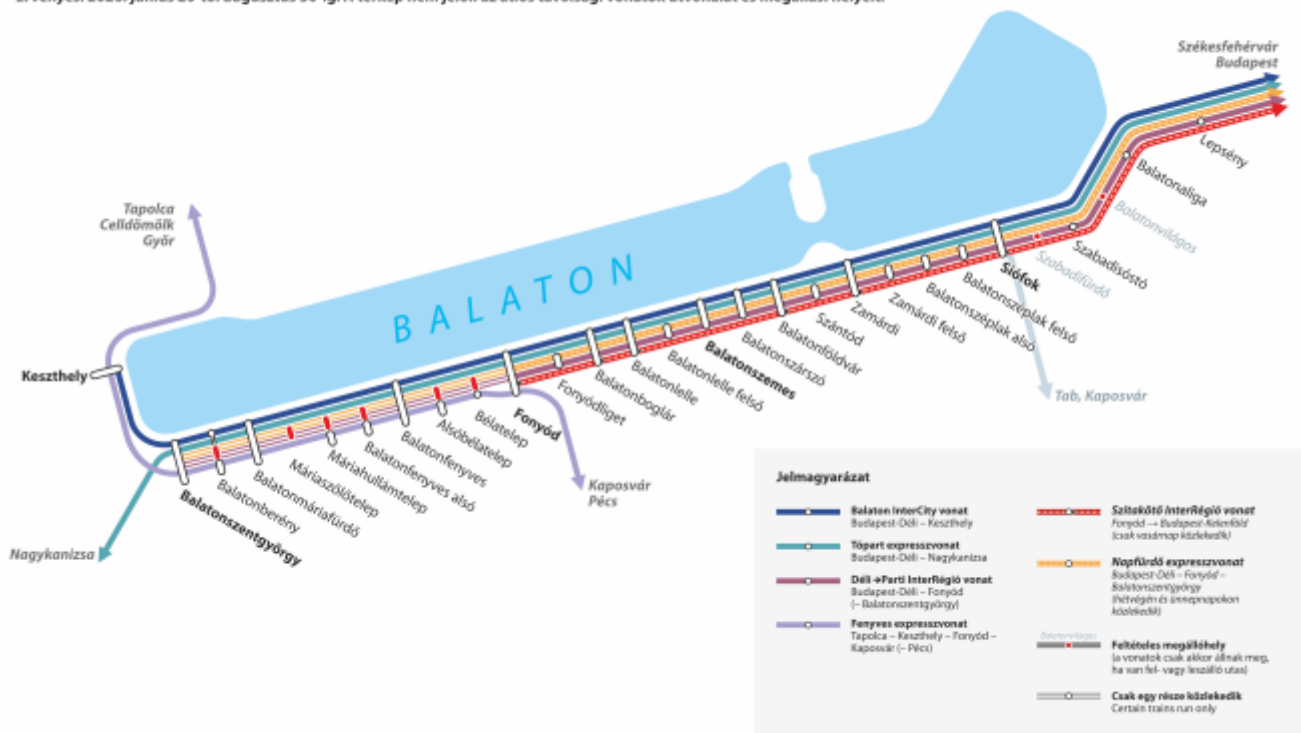 Székesfehérvár
Budapest
Lepsény
Balatonaliga
Balatonvilágos
Szabadisóstó
Szabadifürdő
Siófok
Balatonszéplak felső
Balatonszéplak alsó
Zamárdi felső
Zamárdi
Szántód
Balatonföldvár
Balatonszárszó
Balatonszemes
Balatonlelle felső
Balatonlelle
Balatonboglár
Fonyódliget
Fonyód
Bélatelep
Alsóbélatelep
Balatonfenyves
Balatonfenyves alsó
Máriahullámtelep
Máriaszőlőtelep
Balatonmáriafürdő
Balatonberény
Balatonszentgyörgy
Tapolca
Celldömölk
Győr
BALATON
Keszthely
Nagykanizsa
Kaposvár
Pécs
Tab, Kaposvár
Jelmagyarázat
Balaton InterCity vonat
Budapest-Déli – Keszthely
Tópart expresszvonat
Budapest-Déli – Nagykanizsa
Déli→Parti InterRégió vonat
Budapest-Déli – Fonyód
(– Balatonszentgyörgy)
Fenyves expresszvonat
Tapolca – Keszthely – Fonyód –
Kaposvár (– Pécs)
Szitakötő InterRégió vonat
Fonyód → Budapest-Kelenföld
(csak vasárnap közlekedik)
Napfürdő expresszvonat
Budapest-Déli – Fonyód –
Balatonszentgyörgy
(hétvégén és ünnepnapokon
közlekedik)
Balatonvilágos
Feltételes megállóhely
(a vonatok csak akkor állnak meg,
ha van fel- vagy leszálló utas)
Csak egy része közlekedik
Certain trains run only